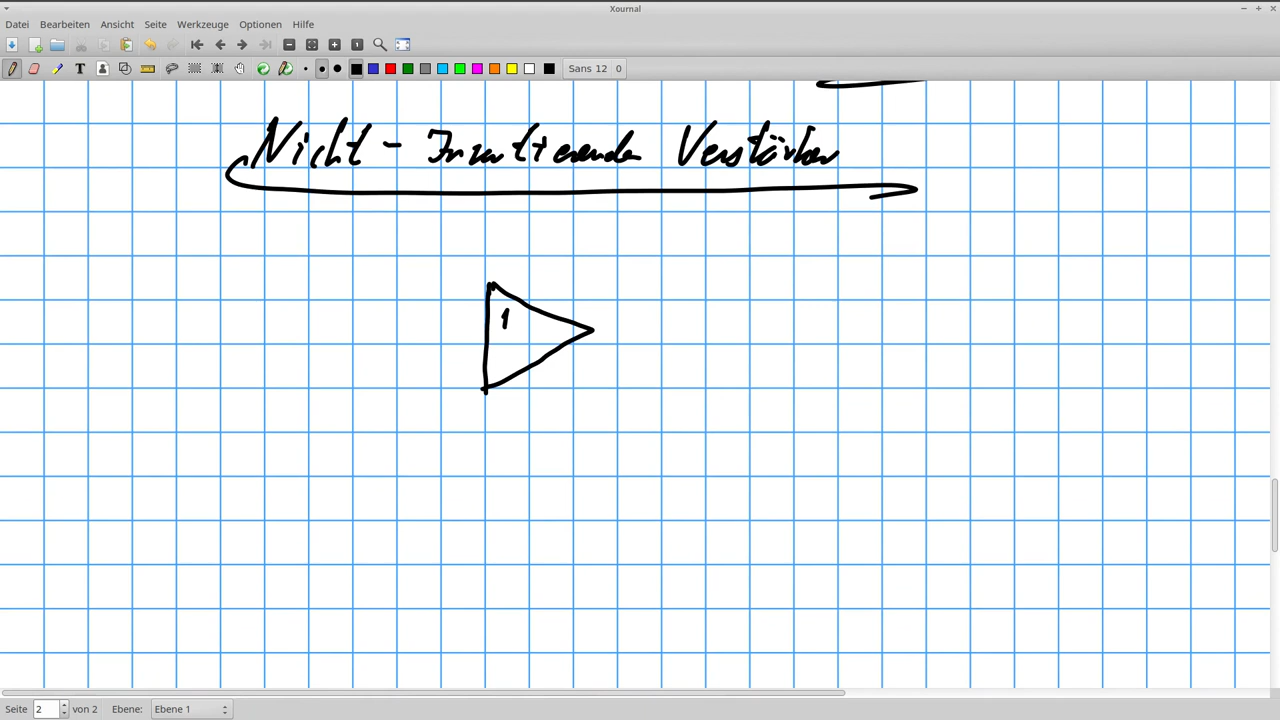 Xournal
Datei Bearbeiten Ansicht Seite Werkzeuge Optionen Hilfe
Sans 12 0
Nicht - Invertierender Verstärker
1
Seite 2 von 2 Ebene: Ebene 1